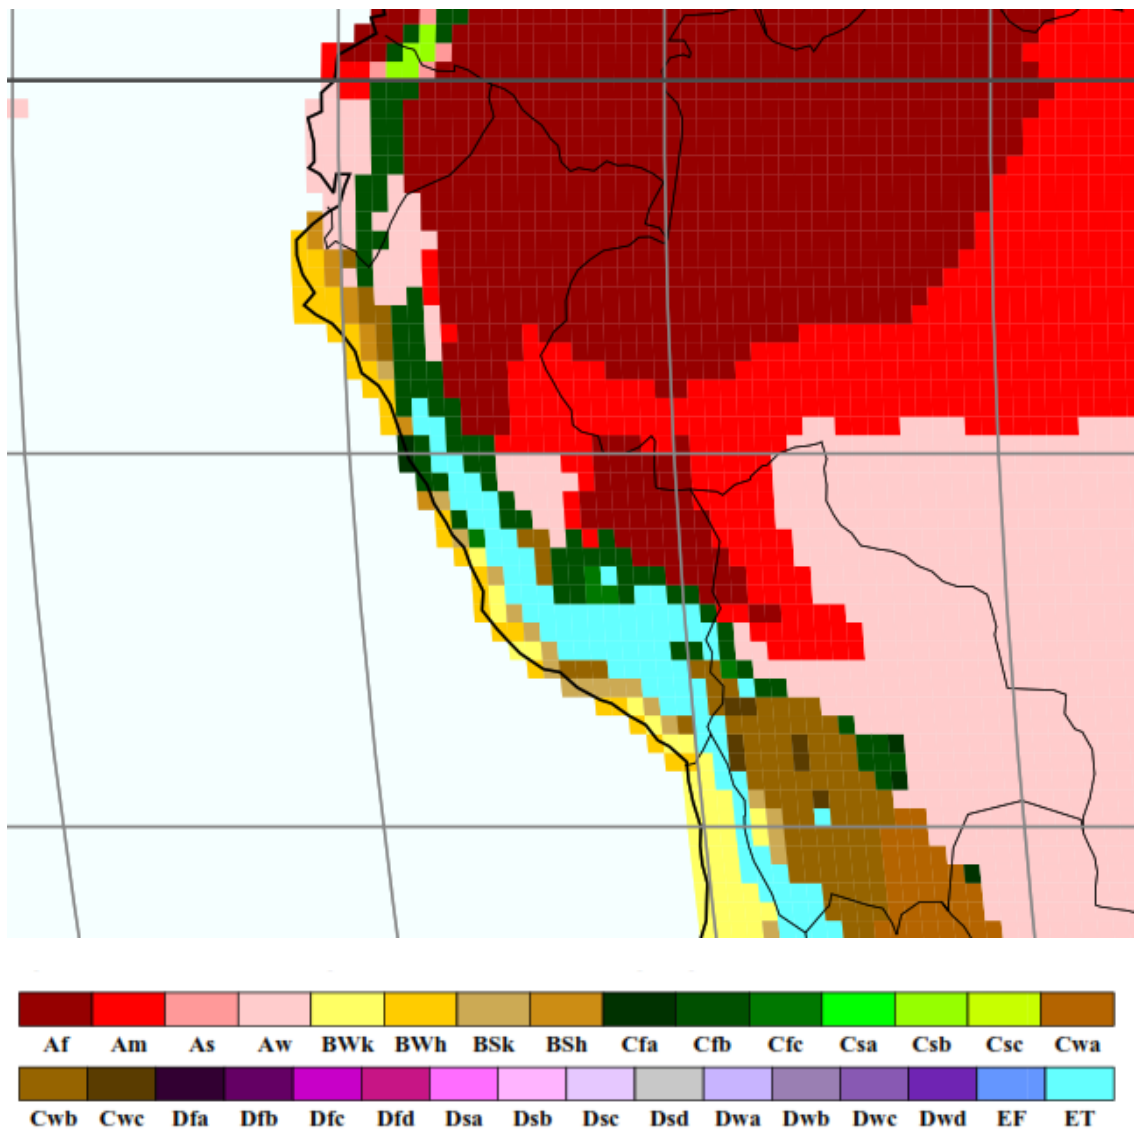 Af Am As Aw BWk BWh BSk BSh Cfa Cfb Cfc Csa Csb Csc Cwa
Cwb Cwc Dfa Dfb Dfc Dfd Dsa Dsb Dsc Dsd Dwa Dwb Dwc Dwd EF ET